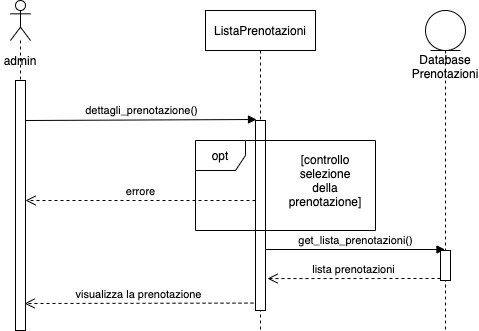 admin
ListaPrenotazioni
Database
Prenotazioni
dettagli_prenotazione()
opt
[controllo
selezione
della
prenotazione]
errore
get_lista_prenotazioni()
lista prenotazioni
visualizza la prenotazione